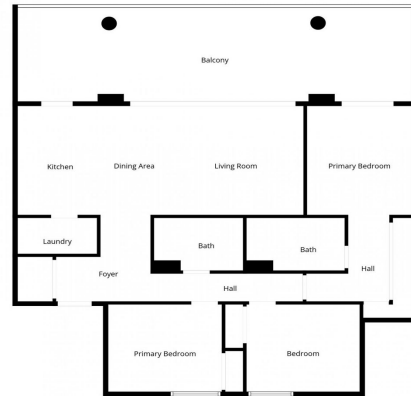 Balcony
Kitchen
Dining Area
Living Room
Primary Bedroom
Laundry
Bath
Bath
Foyer
Hall
Hall
Primary Bedroom
Bedroom